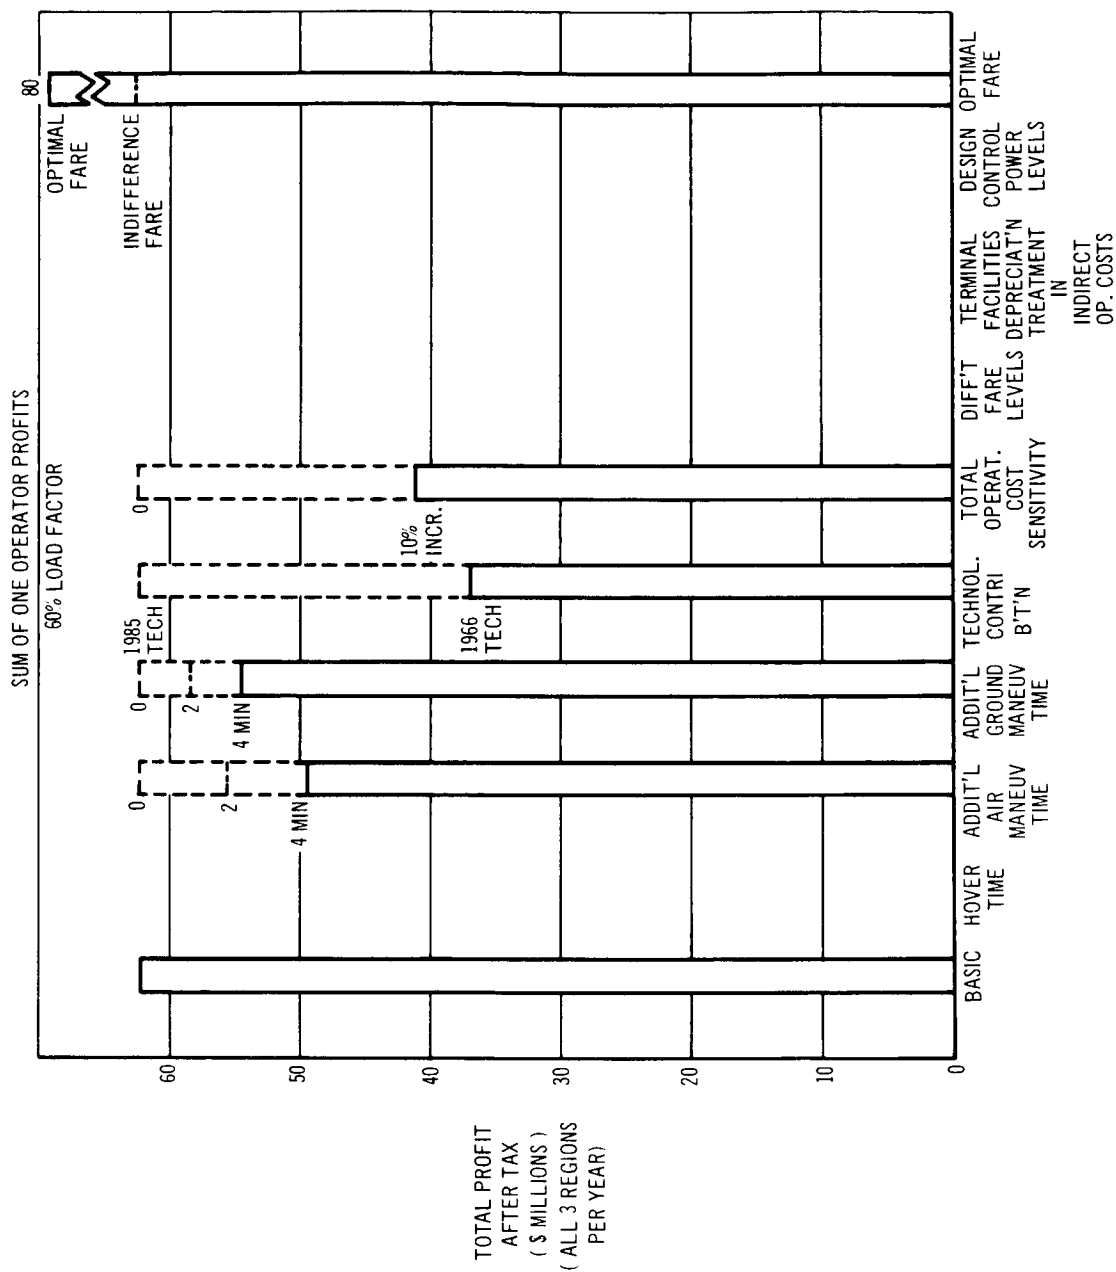 SUM OF ONE OPERATOR PROFITS
60% LOAD FACTOR
TOTAL PROFIT
AFTER TAX
($ MILLIONS)
(ALL 3 REGIONS
PER YEAR)
60
50
40
30
20
10
0
0
2
4 MIN
0
2
4 MIN
1985
TECH
1966
TECH
0
10%
INCR.
80
OPTIMAL
FARE
INDIFFERENCE
FARE
BASIC
HOVER
TIME
ADDIT'L
AIR
MANEUV
TIME
ADDIT'L
GROUND
MANEUV
TIME
TECHNOL.
CONTRI
B'T'N
TOTAL
OPERAT.
COST
SENSITIVITY
DIFF'T
FARE
LEVELS
TERMINAL
FACILITIES
DEPRECIAT'N
TREATMENT
IN
INDIRECT
OP. COSTS
DESIGN
CONTROL
POWER
LEVELS
OPTIMAL
FARE